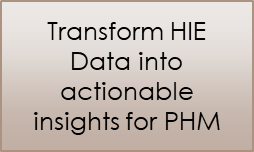 Transform HIE
Data into
actionable
insights for PHM